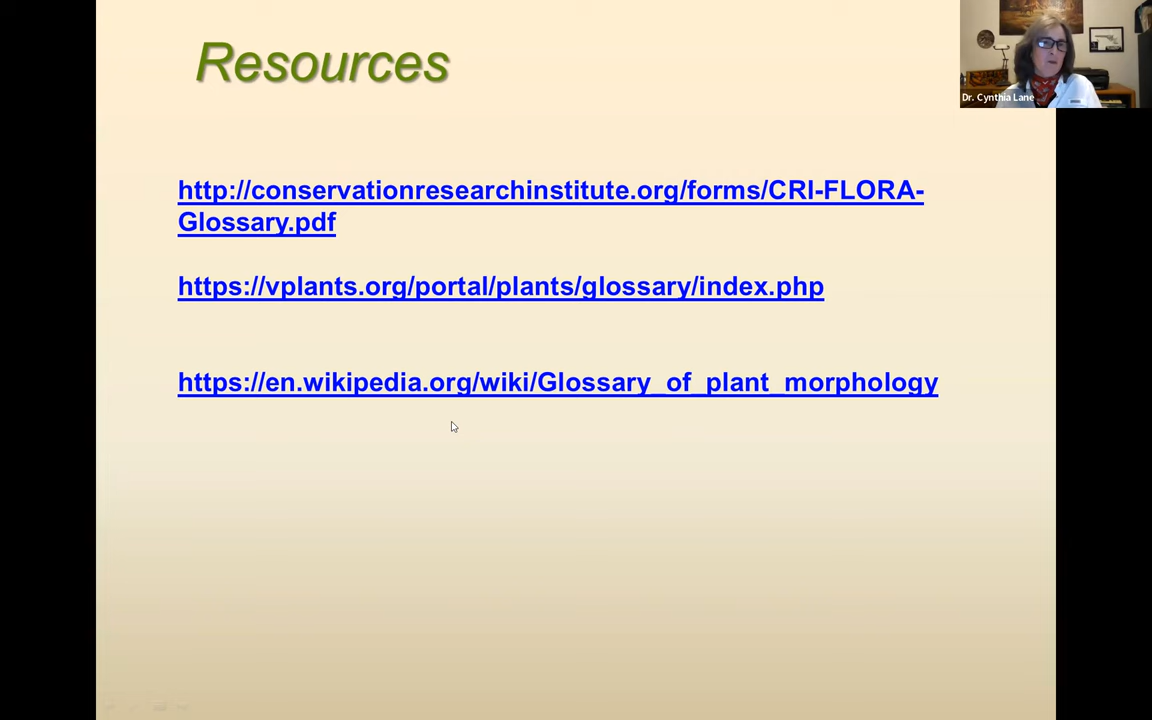 Resources
Dr. Cynthia Lane
http://conservationresearchinstitute.org/forms/CRI-FLORA-
Glossary.pdf
https://vplants.org/portal/plants/glossary/index.php
https://en.wikipedia.org/wiki/Glossary_of_plant_morphology